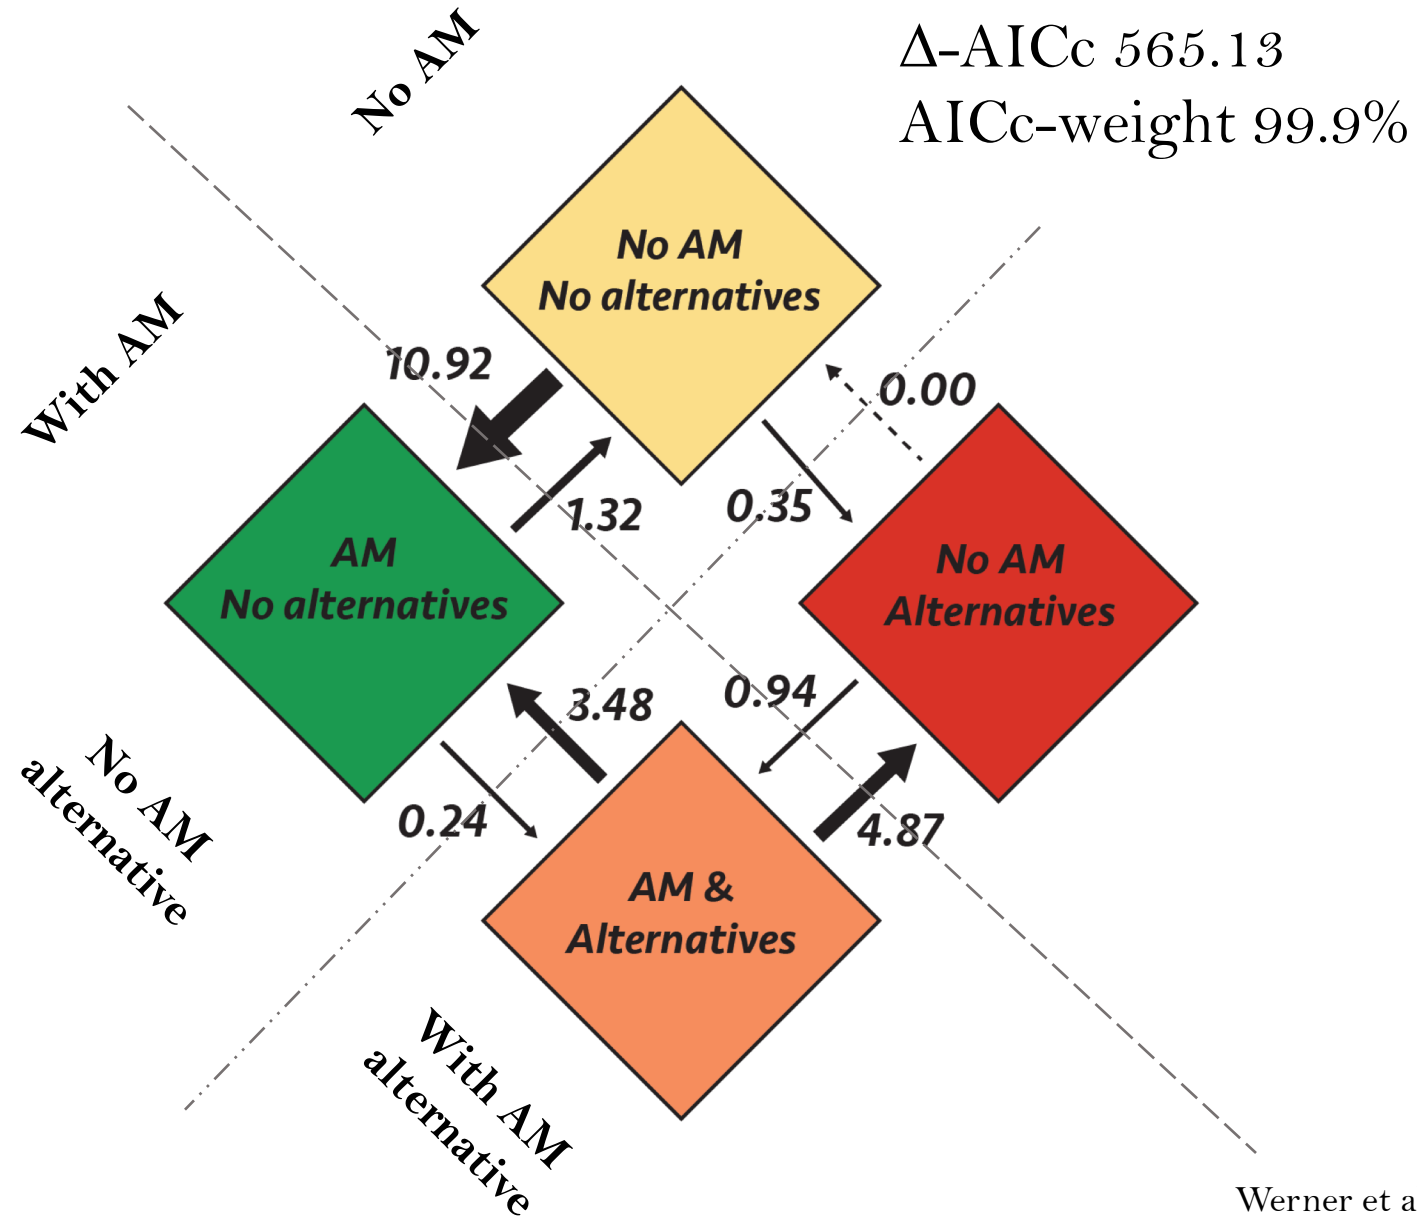 No AM
Δ-AICc 565.13
AICc-weight 99.9%
No AM
No alternatives
With AM
10.92
0.00
1.32
0.35
AM
No alternatives
No AM
Alternatives
3.48
0.94
0.24
4.87
No AM
alternative
AM &
Alternatives
With AM
alternative
Werner et a